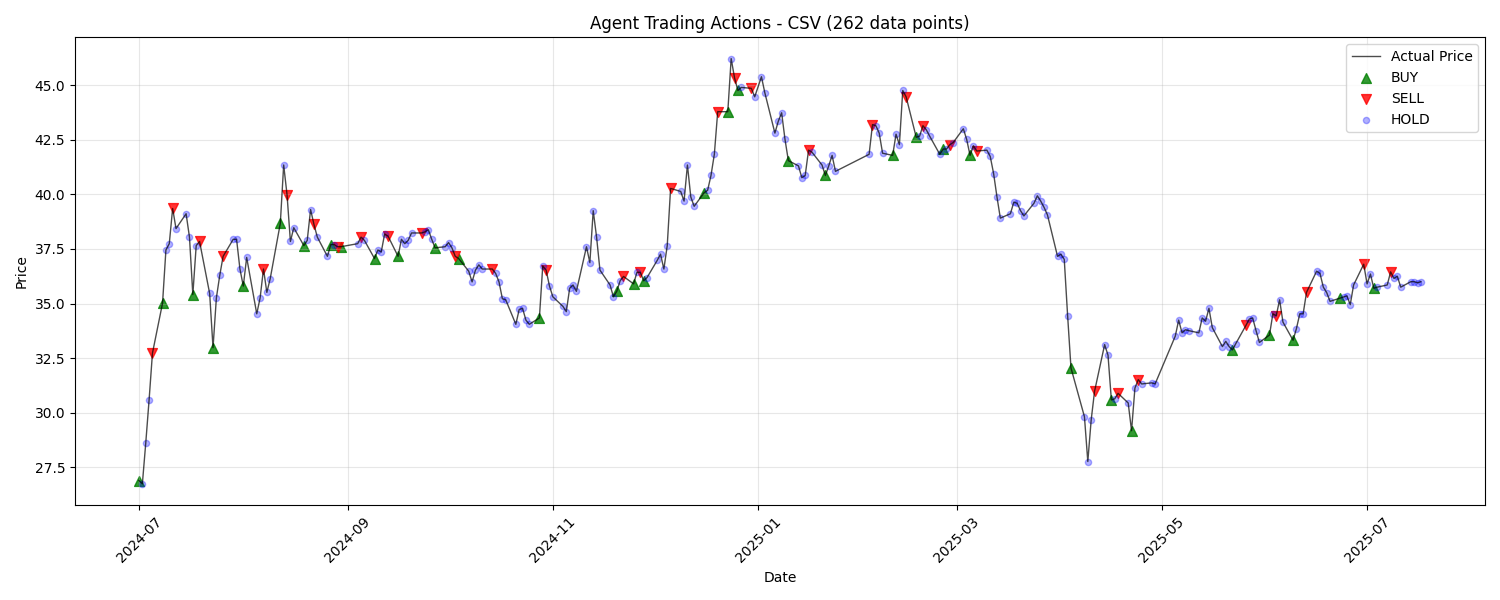 Agent Trading Actions - CSV (262 data points)
Actual Price
BUY
SELL
HOLD
Price
45.0
42.5
40.0
37.5
35.0
32.5
30.0
27.5
2024-07
2024-09
2024-11
2025-01
2025-03
2025-05
2025-07
Date